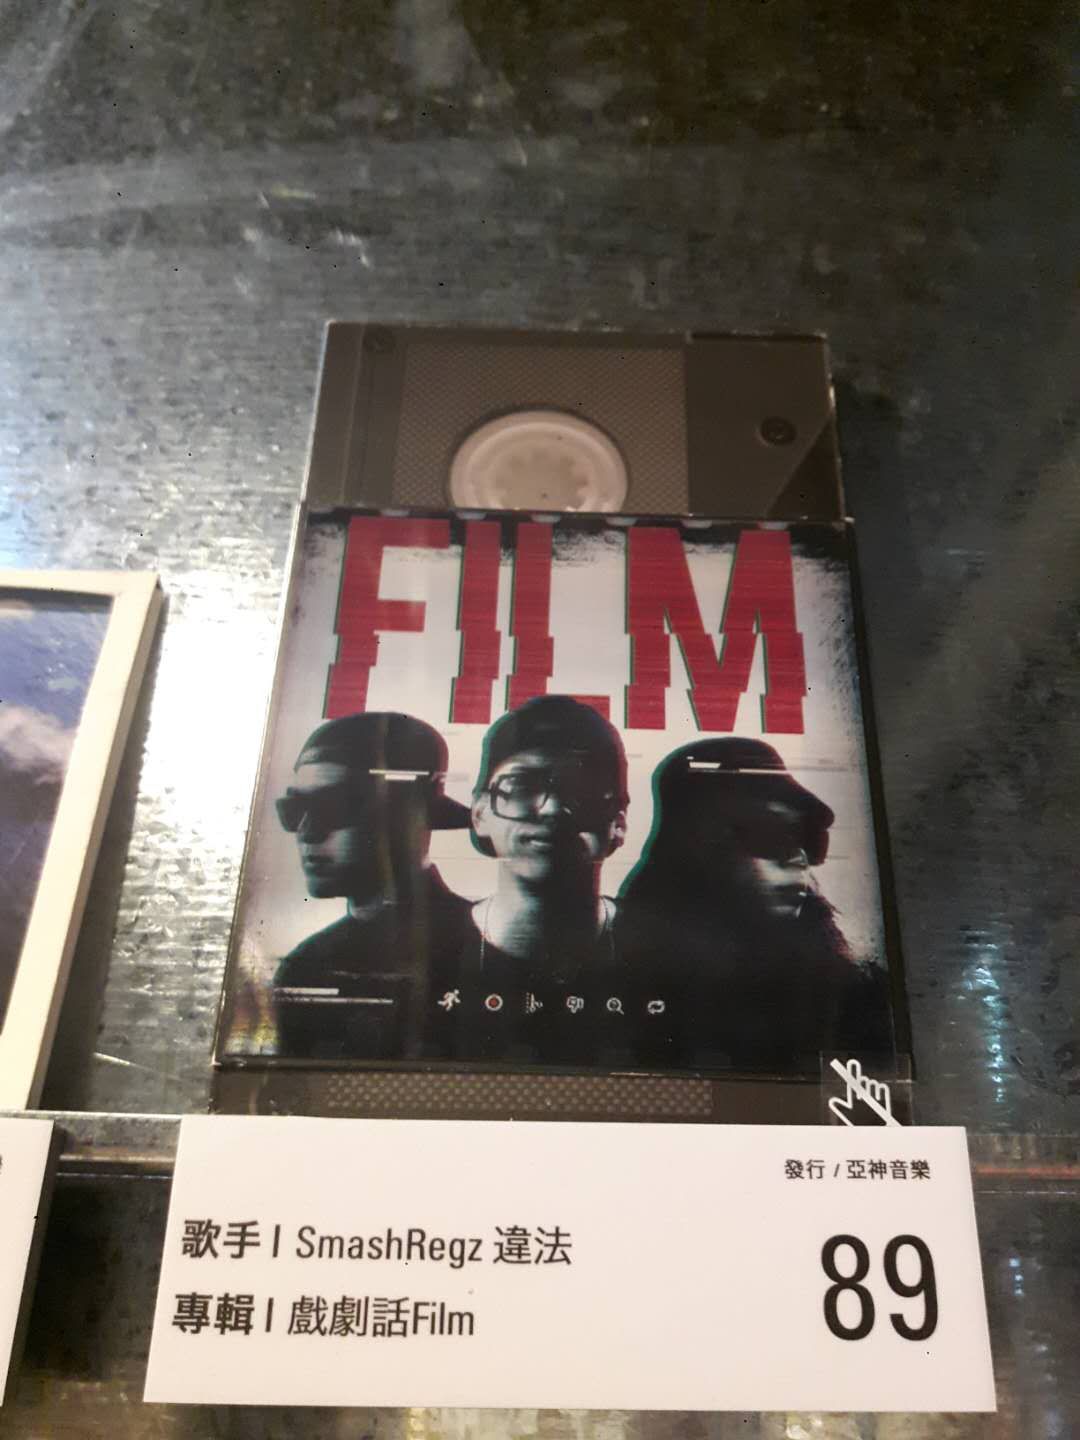 FILM
發行 / 亞神音樂
歌手 | SmashRegz 違法
專輯 | 戲劇話Film
89